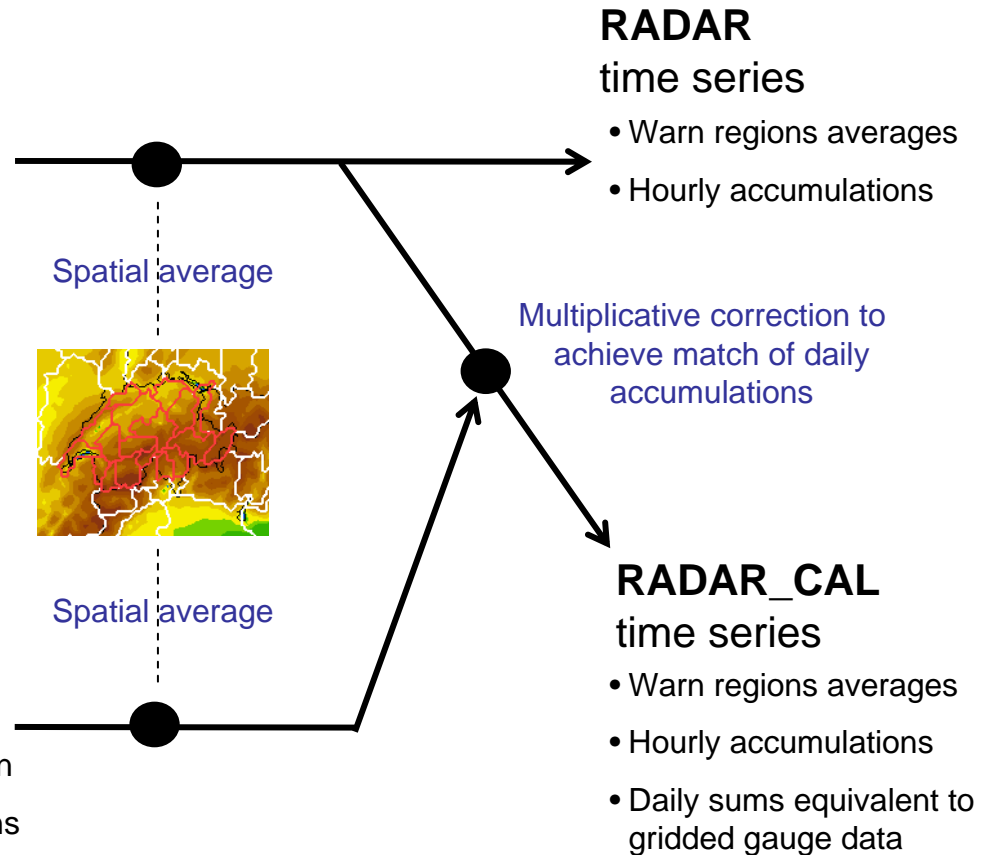 RADAR
time series
• Warn regions averages
• Hourly accumulations
Spatial average
Multiplicative correction to
achieve match of daily
accumulations
Spatial average
RADAR_CAL
time series
• Warn regions averages
• Hourly accumulations
• Daily sums equivalent to
gridded gauge data